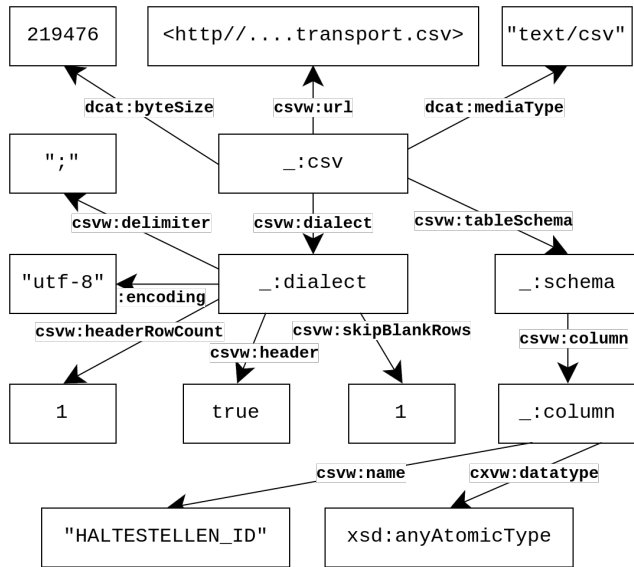 219476
<http//....transport.csv>
"text/csv"
dcat:byteSize
csvw:url
dcat:mediaType
";"
_:csv
csvw:delimiter
csvw:dialect
csvw:tableSchema
"utf-8"
_:dialect
_:schema
:encoding
csvw:headerRowCount
csvw:header
csvw:skipBlankRows
csvw:column
1
true
1
_:column
csvw:name
cxvw:datatype
"HALTESTELLEN_ID"
xsd:anyAtomicType